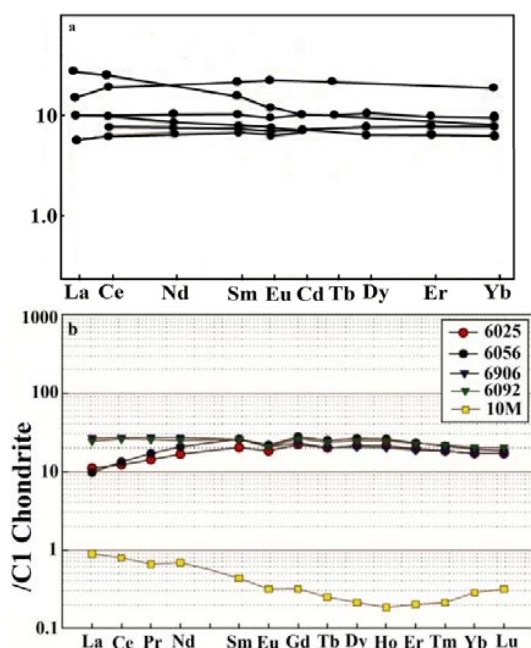 a
10
1.0
La Ce Nd Sm Eu Cd Tb Dy Er Yb
b
1000
100
10
1
0.1
/C1 Chondrite
6025
6056
6906
6092
10M
La Ce Pr Nd Sm Eu Gd Tb Dy Ho Er Tm Yb Lu